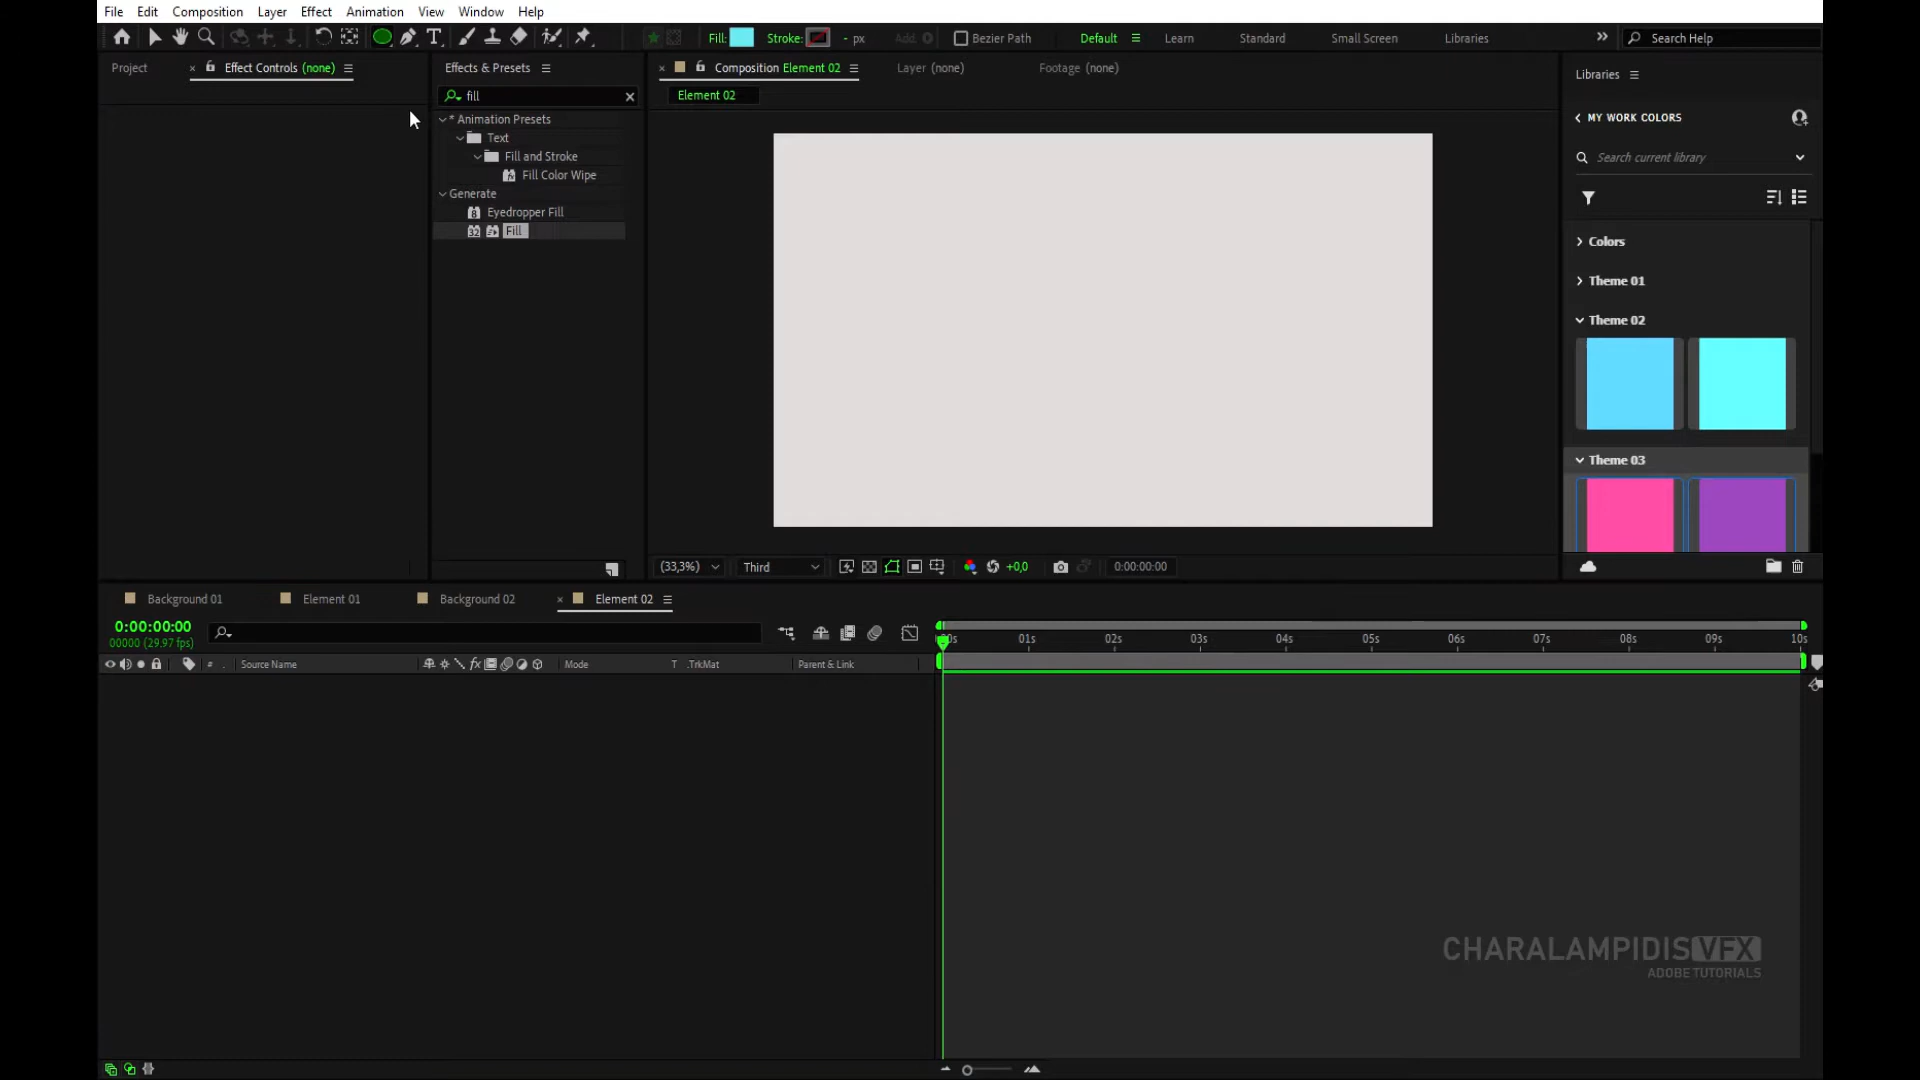 File Edit Composition Layer Effect Animation View Window Help
Fill: Stroke: - px Add: Bezier Path Default Learn Standard Small Screen Libraries Search Help
Project Effect Controls (none) Effects & Presets Composition Element 02 Layer (none) Footage (none) Libraries
fill
Element 02
* Animation Presets
Text
Fill and Stroke
Fill Color Wipe
Generate
Eyedropper Fill
Fill
MY WORK COLORS
Search current library
Colors
Theme 01
Theme 02
Theme 03
(33,3%) Third +0,0 0:00:00:00
Background 01 Element 01 Background 02 Element 02
0:00:00:00
00000 (29.97 fps)
# Source Name fx Mode T .TrkMat Parent & Link
01s 02s 03s 04s 05s 06s 07s 08s 09s 10s
CHARALAMPIDISVFX
ADOBE TUTORIALS